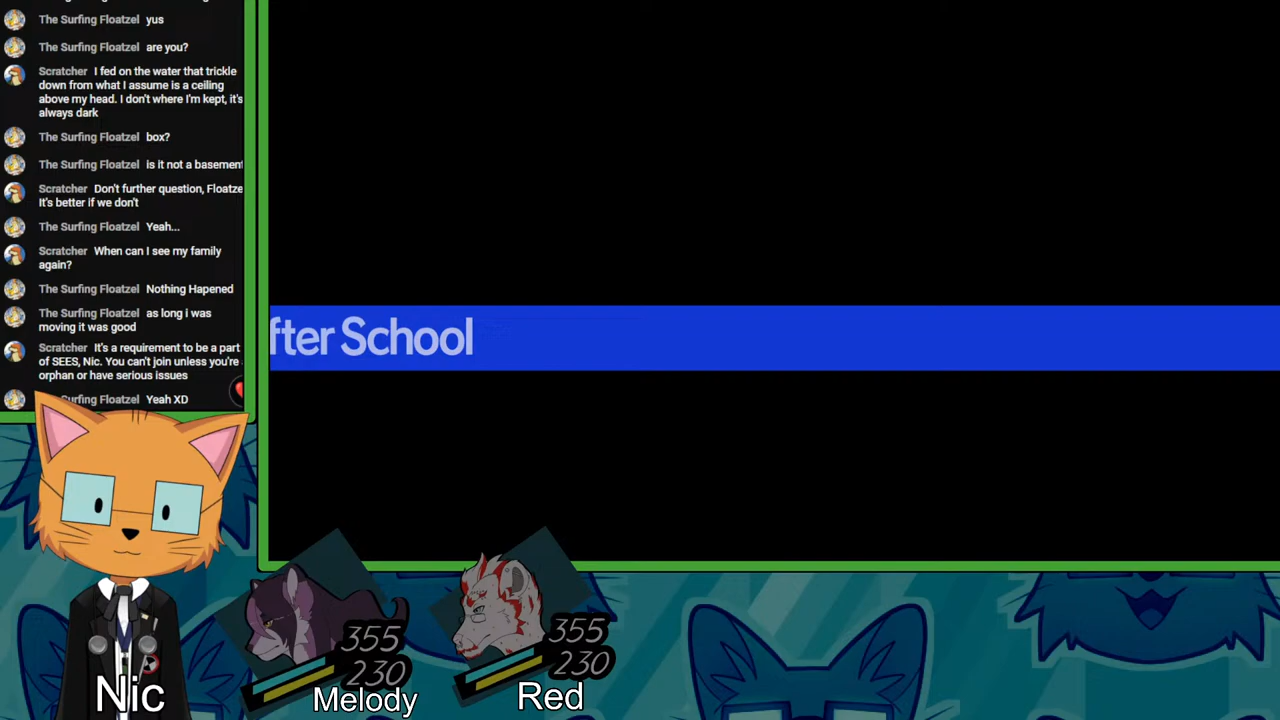 The Surfing Floatzel yus
The Surfing Floatzel are you?
Scratcher I fed on the water that trickle
down from what I assume is a ceiling
above my head. I don't where I'm kept, it's
always dark
The Surfing Floatzel box?
The Surfing Floatzel is it not a basement
Scratcher Don't further question, Floatze
It's better if we don't
The Surfing Floatzel Yeah...
Scratcher When can I see my family
again?
The Surfing Floatzel Nothing Hapened
The Surfing Floatzel as long i was
moving it was good
Scratcher It's a requirement to be a part
of SEES, Nic. You can't join unless you're
orphan or have serious issues
Surfing Floatzel Yeah XD
fter School
355
230
Melody
355
230
Red
Nic